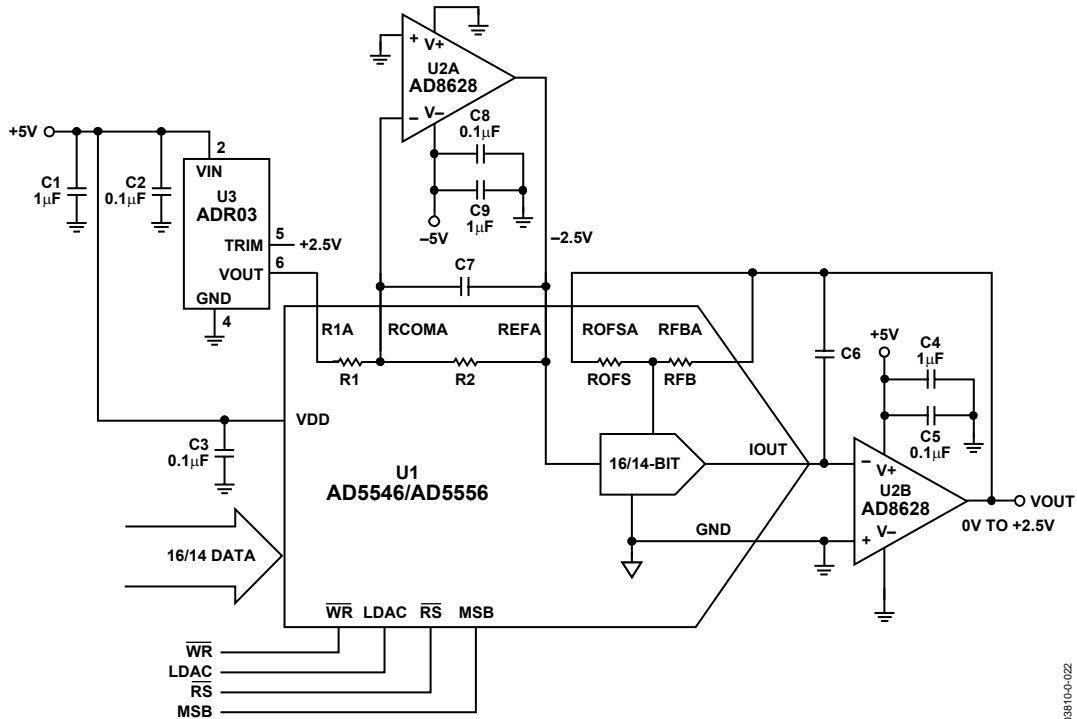 +
V+
U2A
AD8628
V–
–
C8
0.1µF
C9
1µF
–5V
+5V
C1
1µF
C2
0.1µF
2
VIN
U3
ADR03
TRIM
5
+2.5V
VOUT
6
GND
4
–2.5V
C7
R1A
RCOMA
REFA
ROFSA
RFBA
R1
R2
ROFS
RFB
C6
+5V
C4
1µF
C5
0.1µF
VDD
C3
0.1µF
U1
AD5546/AD5556
16/14-BIT
IOUT
GND
–
V+
U2B
AD8628
+
V–
VOUT
0V TO +2.5V
16/14 DATA
WR LDAC RS MSB
WR
LDAC
RS
MSB
03810-0-022